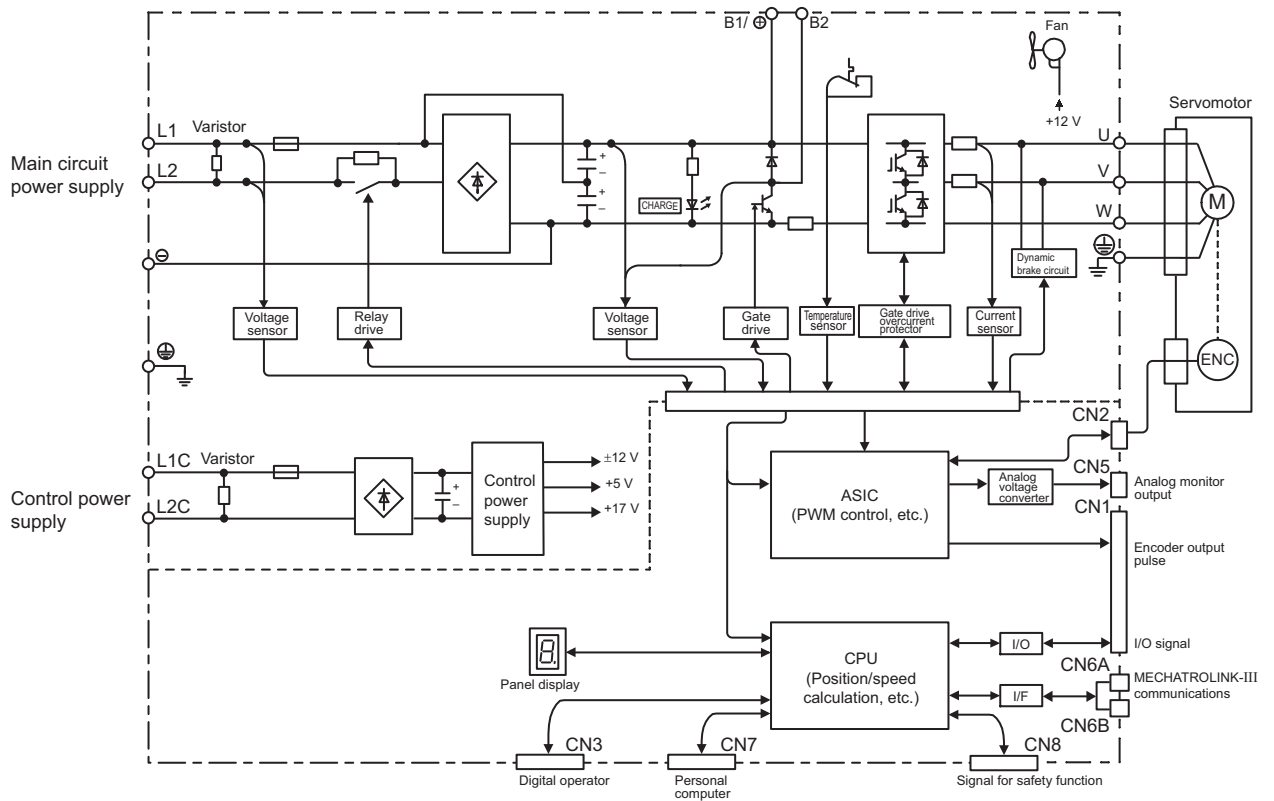 B1/ ⊕
B2
Fan
+12 V
Servomotor
Main circuit
power supply
L1
Varistor
L2
+
–
+
–
CHARGE
U
V
W
M
⊖
Dynamic
brake circuit
Voltage
sensor
Relay
drive
Voltage
sensor
Gate
drive
Temperature
sensor
Gate drive
overcurrent
protector
Current
sensor
ENC
Control power
supply
L1C
Varistor
L2C
+
–
Control
power
supply
±12 V
+5 V
+17 V
ASIC
(PWM control, etc.)
Analog
voltage
converter
CN2
CN5
Analog monitor
output
CN1
Encoder output
pulse
I/O signal
8.
Panel display
CPU
(Position/speed
calculation, etc.)
I/O
I/F
CN6A
MECHATROLINK-III
communications
CN6B
CN3
Digital operator
CN7
Personal
computer
CN8
Signal for safety function